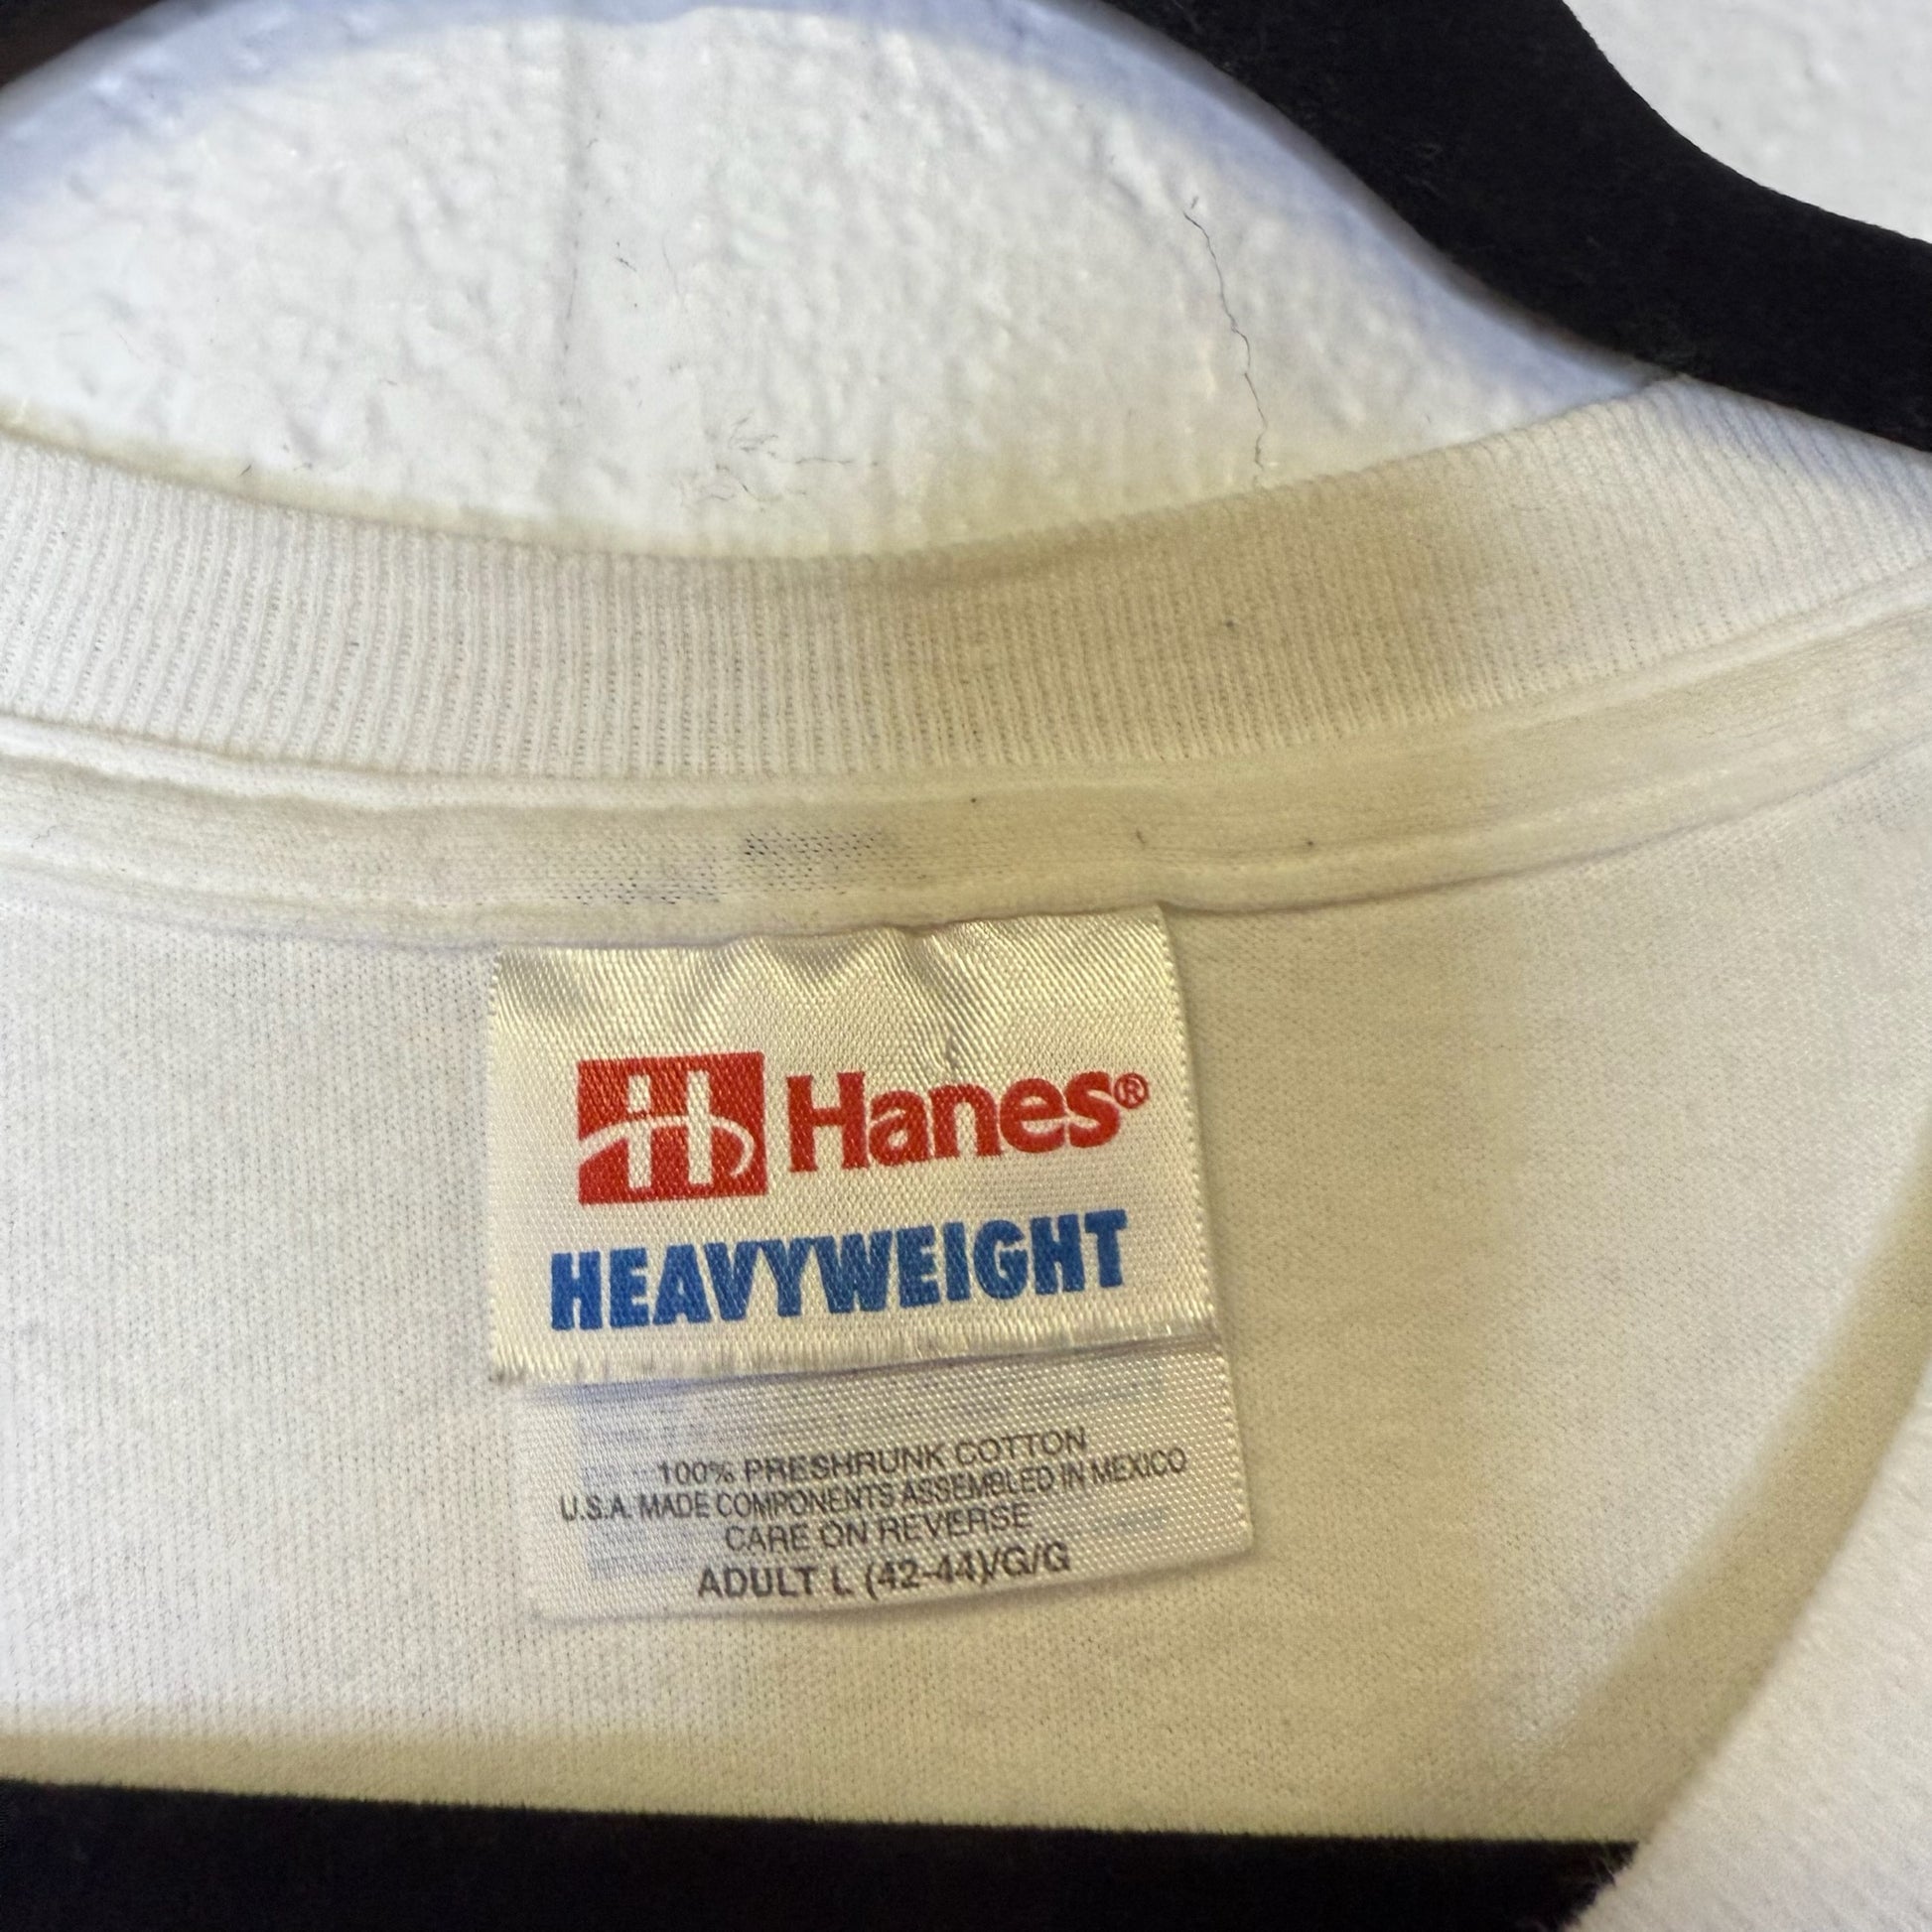 H Hanes®
HEAVYWEIGHT
100% PRESHRUNK COTTON
U.S.A. MADE COMPONENTS ASSEMBLED IN MEXICO
CARE ON REVERSE
ADULT L (42-44)/G/G